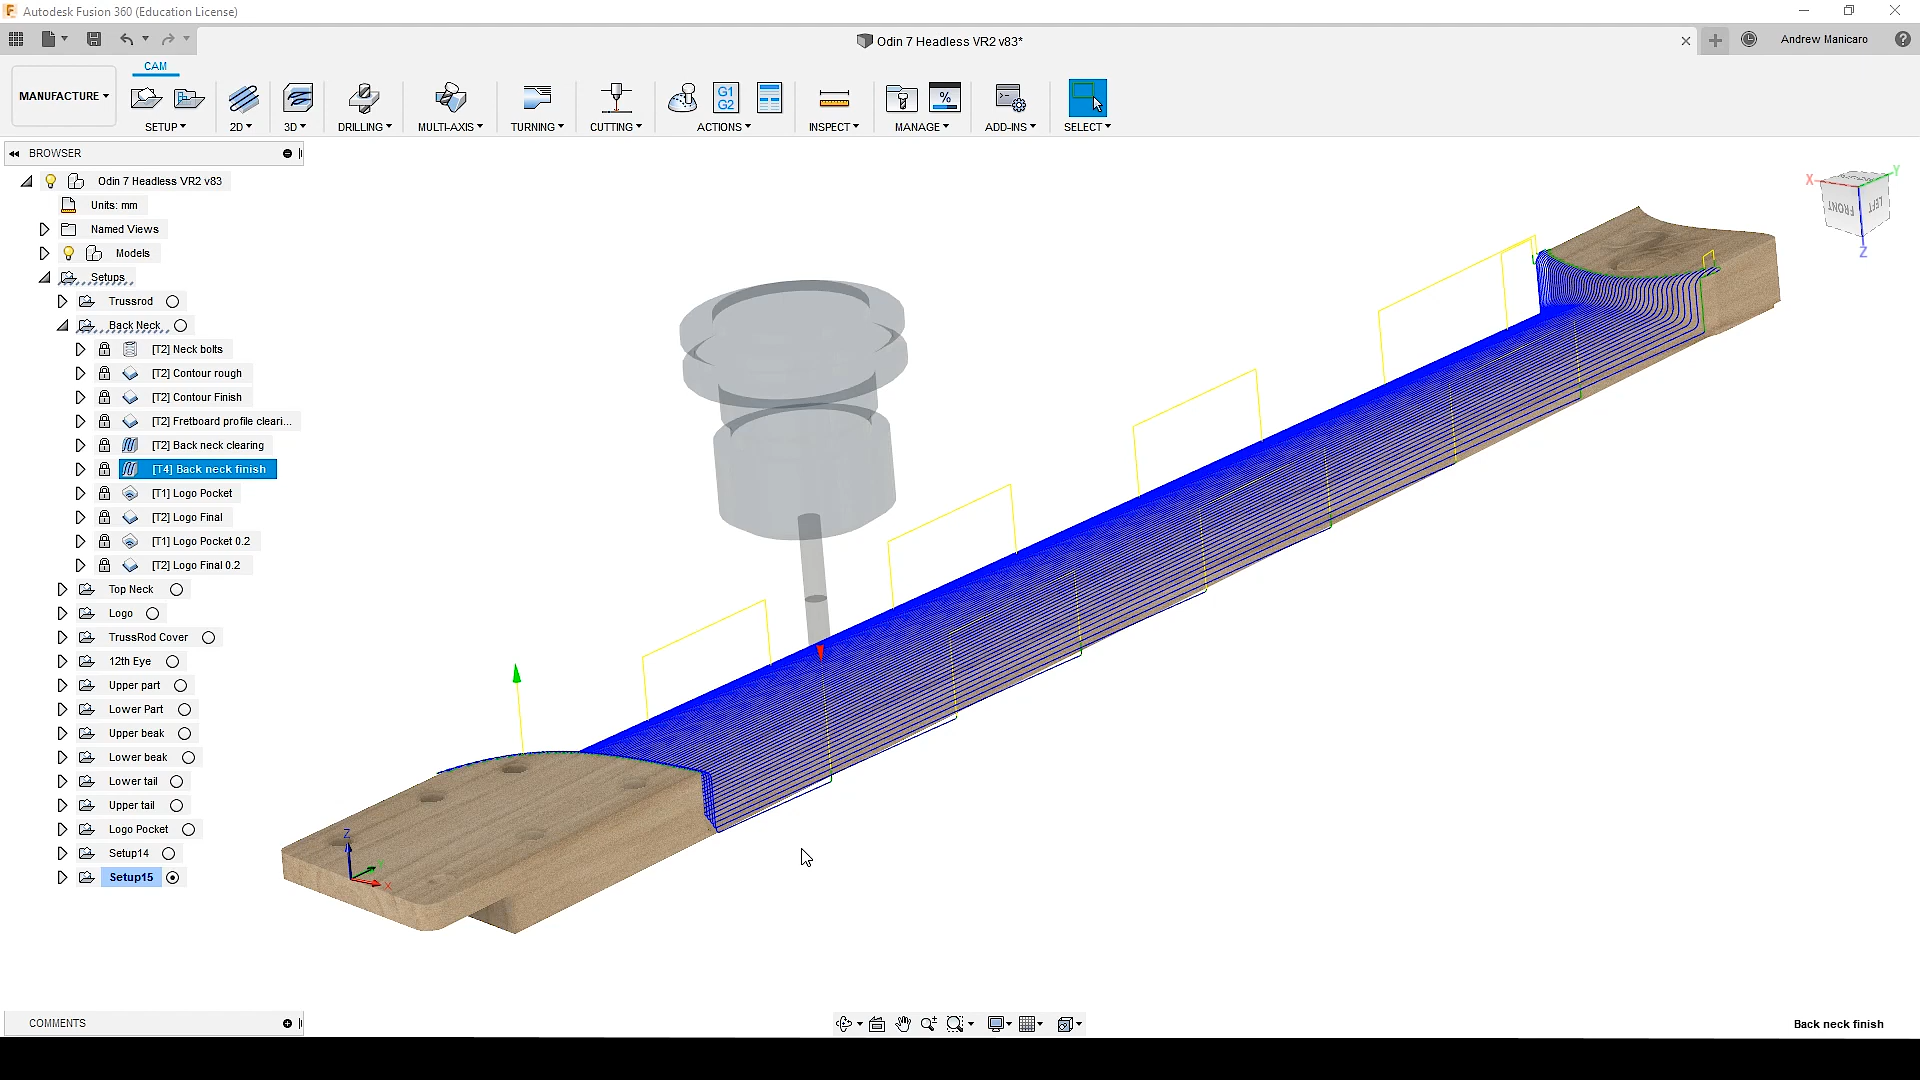 Autodesk Fusion 360 (Education License)
Odin 7 Headless VR2 v83*
Andrew Manicaro
MANUFACTURE
CAM
SETUP
2D
3D
DRILLING
MULTI-AXIS
TURNING
CUTTING
G1
G2
ACTIONS
INSPECT
%
MANAGE
ADD-INS
SELECT
BROWSER
Odin 7 Headless VR2 v83
Units: mm
Named Views
Models
Setups
Trussrod
Back Neck
[T2] Neck bolts
[T2] Contour rough
[T2] Contour Finish
[T2] Fretboard profile cleari...
[T2] Back neck clearing
[T4] Back neck finish
[T1] Logo Pocket
[T2] Logo Final
[T1] Logo Pocket 0.2
[T2] Logo Final 0.2
Top Neck
Logo
TrussRod Cover
12th Eye
Upper part
Lower Part
Upper beak
Lower beak
Lower tail
Upper tail
Logo Pocket
Setup14
Setup15
X
Y
Z
FRONT
LEFT
Z
X
COMMENTS
Back neck finish